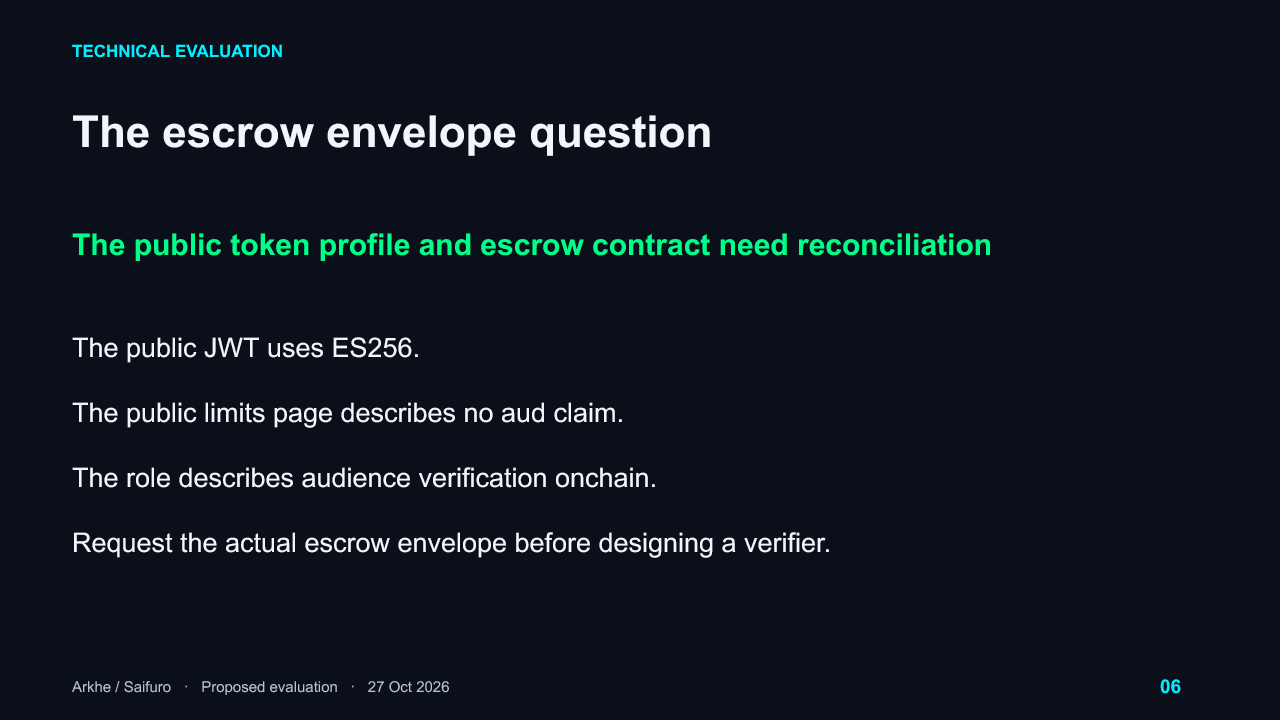 TECHNICAL EVALUATION
The escrow envelope question
The public token profile and escrow contract need reconciliation
The public JWT uses ES256.
The public limits page describes no aud claim.
The role describes audience verification onchain.
Request the actual escrow envelope before designing a verifier.
Arkhe / Saifuro · Proposed evaluation · 27 Oct 2026
06